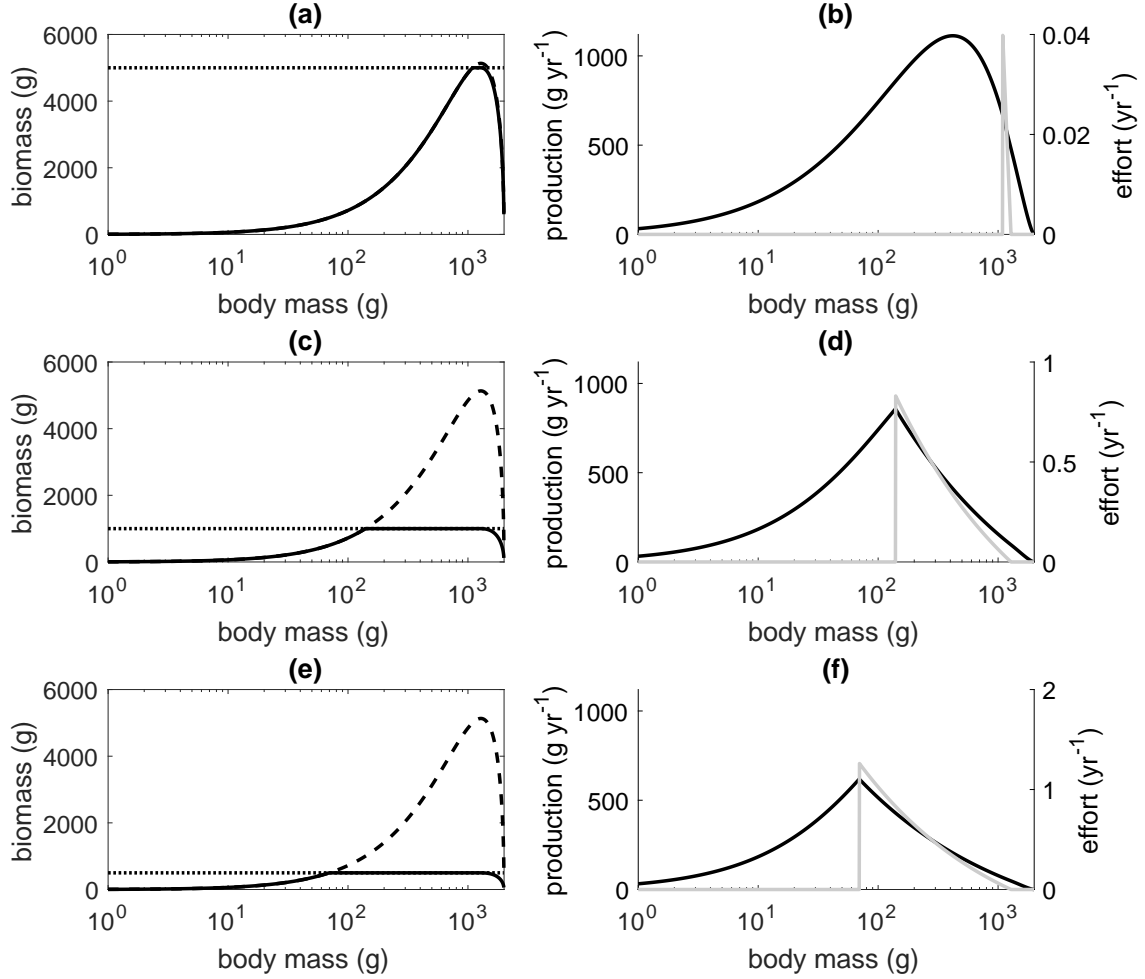 (a)
6000
4000
2000
0
biomass (g)
10^0 10^1 10^2 10^3
body mass (g)
(b)
1000
500
0
production (g yr^-1)
0.04
0.02
0
effort (yr^-1)
10^0 10^1 10^2 10^3
body mass (g)
(c)
6000
4000
2000
0
biomass (g)
10^0 10^1 10^2 10^3
body mass (g)
(d)
1000
500
0
production (g yr^-1)
1
0.5
0
effort (yr^-1)
10^0 10^1 10^2 10^3
body mass (g)
(e)
6000
4000
2000
0
biomass (g)
10^0 10^1 10^2 10^3
body mass (g)
(f)
1000
500
0
production (g yr^-1)
2
1
0
effort (yr^-1)
10^0 10^1 10^2 10^3
body mass (g)